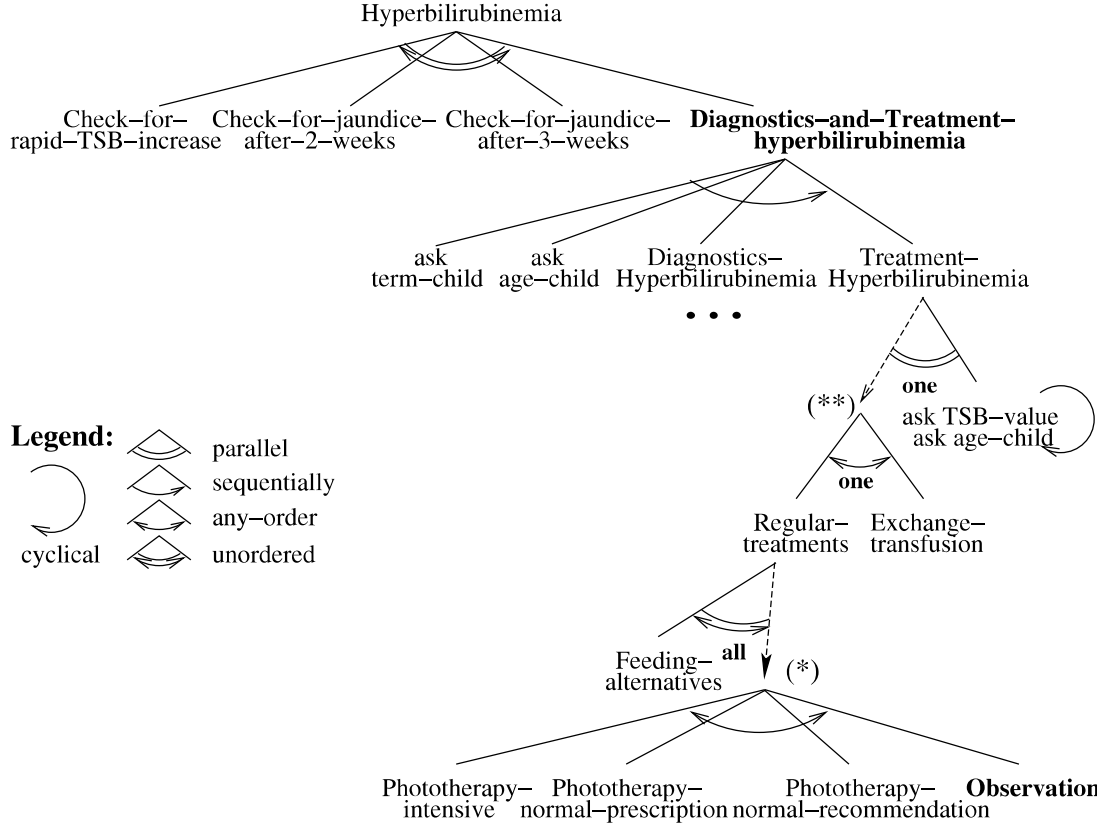 Hyperbilirubinemia
Check–for–
rapid–TSB–increase
Check–for–jaundice–
after–2–weeks
Check–for–jaundice–
after–3–weeks
Diagnostics–and–Treatment–
hyperbilirubinemia
ask
term–child
ask
age–child
Diagnostics–
Hyperbilirubinemia
Treatment–
Hyperbilirubinemia
• • •
one
(**)
ask TSB–value
ask age–child
one
Regular–
treatments
Exchange–
transfusion
Legend:
cyclical
parallel
sequentially
any–order
unordered
all
Feeding–
alternatives
(*)
Phototherapy–
intensive
Phototherapy–
normal–prescription
Phototherapy–
normal–recommendation
Observation